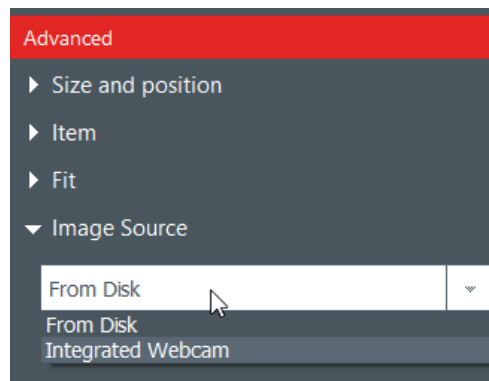 Advanced
Size and position
Item
Fit
Image Source
From Disk
From Disk
Integrated Webcam